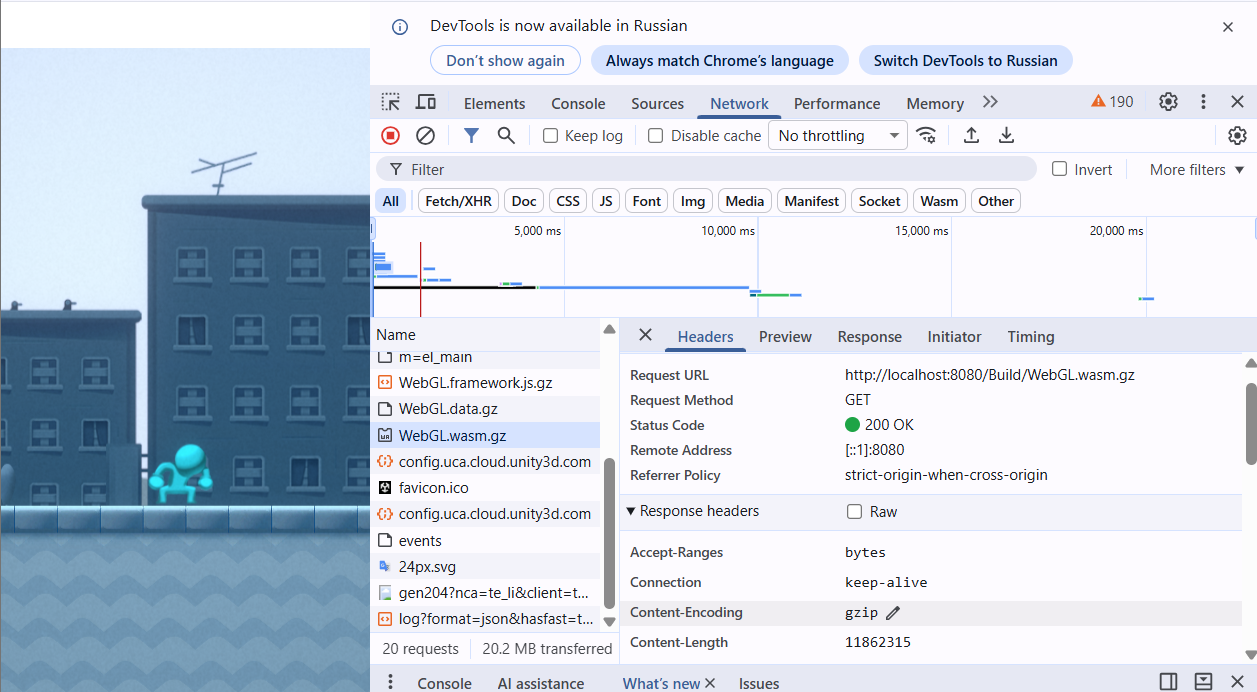 DevTools is now available in Russian
Don't show again
Always match Chrome's language
Switch DevTools to Russian
Elements
Console
Sources
Network
Performance
Memory
190
Keep log
Disable cache
No throttling
Filter
Invert
More filters
All
Fetch/XHR
Doc
CSS
JS
Font
Img
Media
Manifest
Socket
Wasm
Other
5,000 ms
10,000 ms
15,000 ms
20,000 ms
Name
m=el_main
WebGL.framework.js.gz
WebGL.data.gz
WebGL.wasm.gz
config.uca.cloud.unity3d.com
favicon.ico
config.uca.cloud.unity3d.com
events
24px.svg
gen204?nca=te_li&client=t...
log?format=json&hasfast=t...
20 requests
20.2 MB transferred
Headers
Preview
Response
Initiator
Timing
Request URL
http://localhost:8080/Build/WebGL.wasm.gz
Request Method
GET
Status Code
200 OK
Remote Address
[::1]:8080
Referrer Policy
strict-origin-when-cross-origin
Response headers
Raw
Accept-Ranges
bytes
Connection
keep-alive
Content-Encoding
gzip
Content-Length
11862315
Console
AI assistance
What's new
Issues